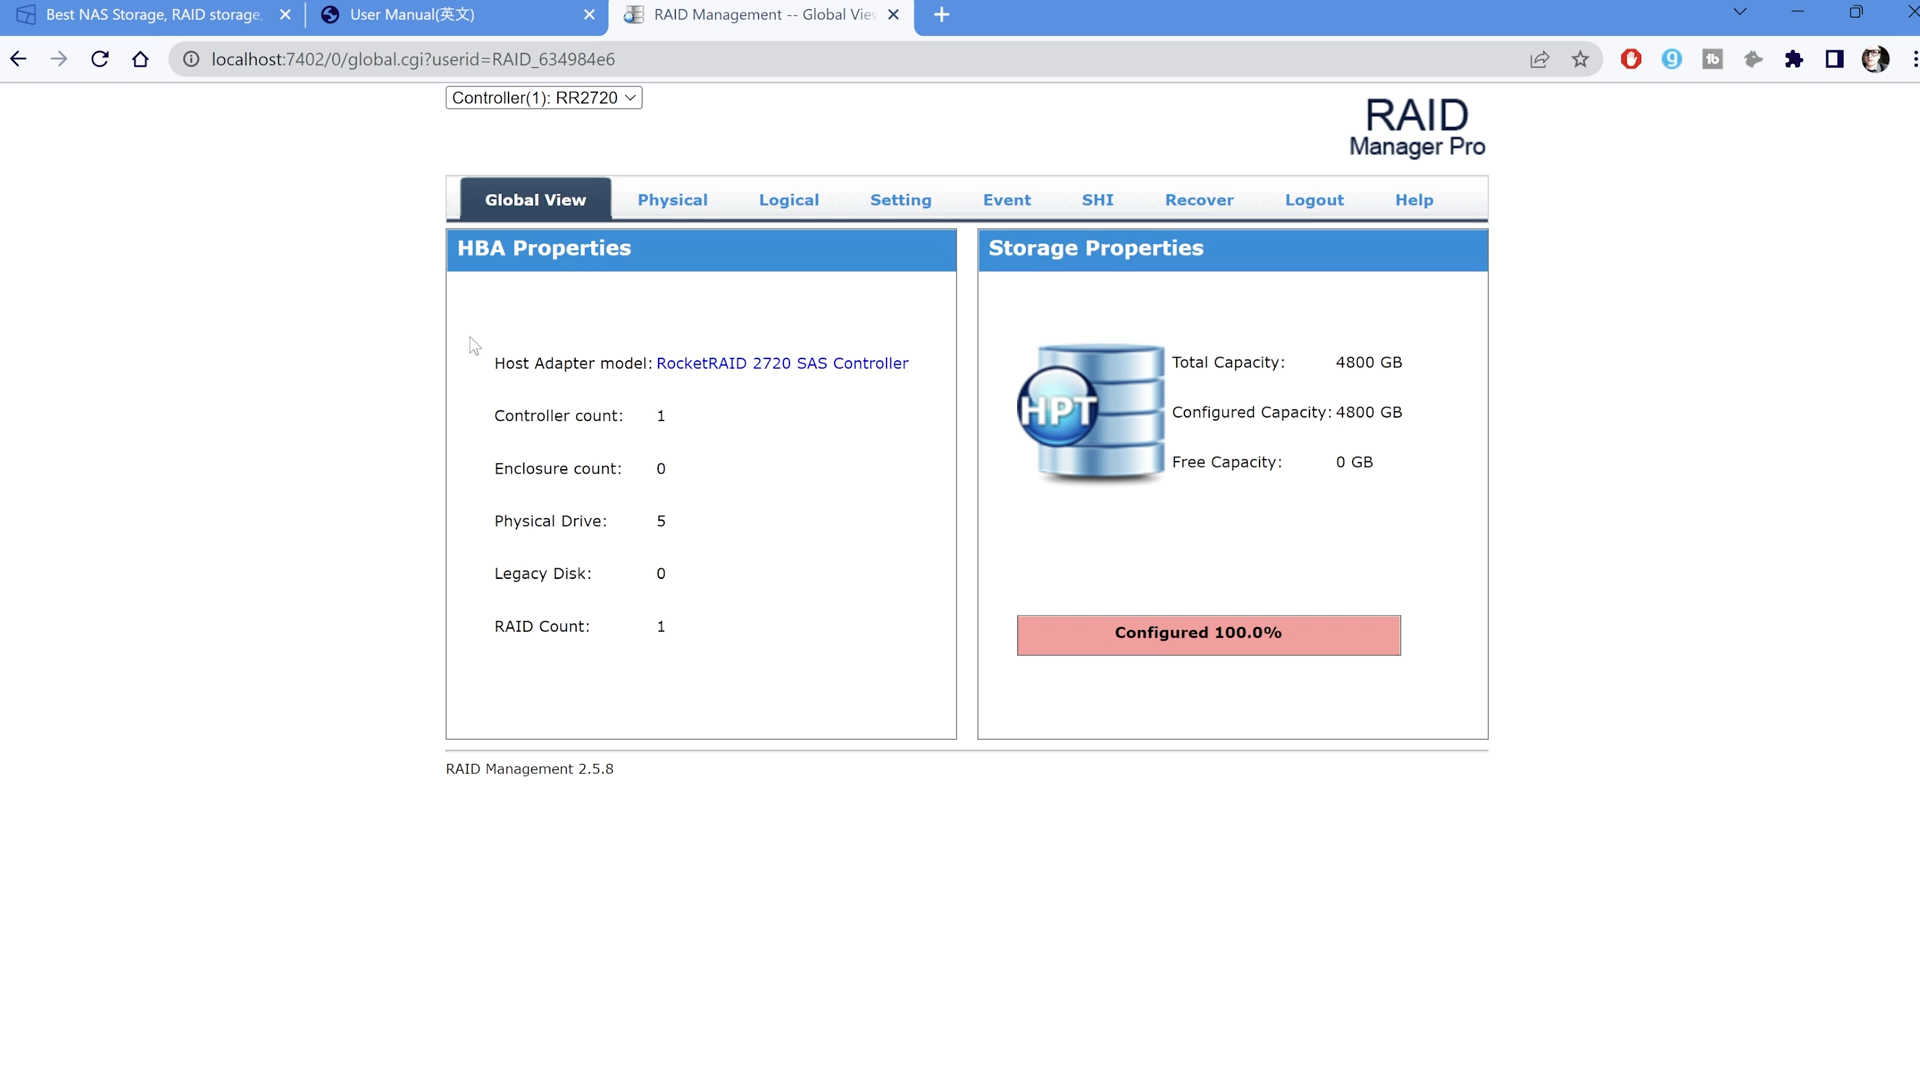 Best NAS Storage, RAID storage,
User Manual(英文)
RAID Management -- Global Vie
localhost:7402/0/global.cgi?userid=RAID_634984e6
Controller(1): RR2720
RAID
Manager Pro
Global View Physical Logical Setting Event SHI Recover Logout Help
HBA Properties
Host Adapter model: RocketRAID 2720 SAS Controller
Controller count: 1
Enclosure count: 0
Physical Drive: 5
Legacy Disk: 0
RAID Count: 1
Storage Properties
HPT
Total Capacity: 4800 GB
Configured Capacity: 4800 GB
Free Capacity: 0 GB
Configured 100.0%
RAID Management 2.5.8